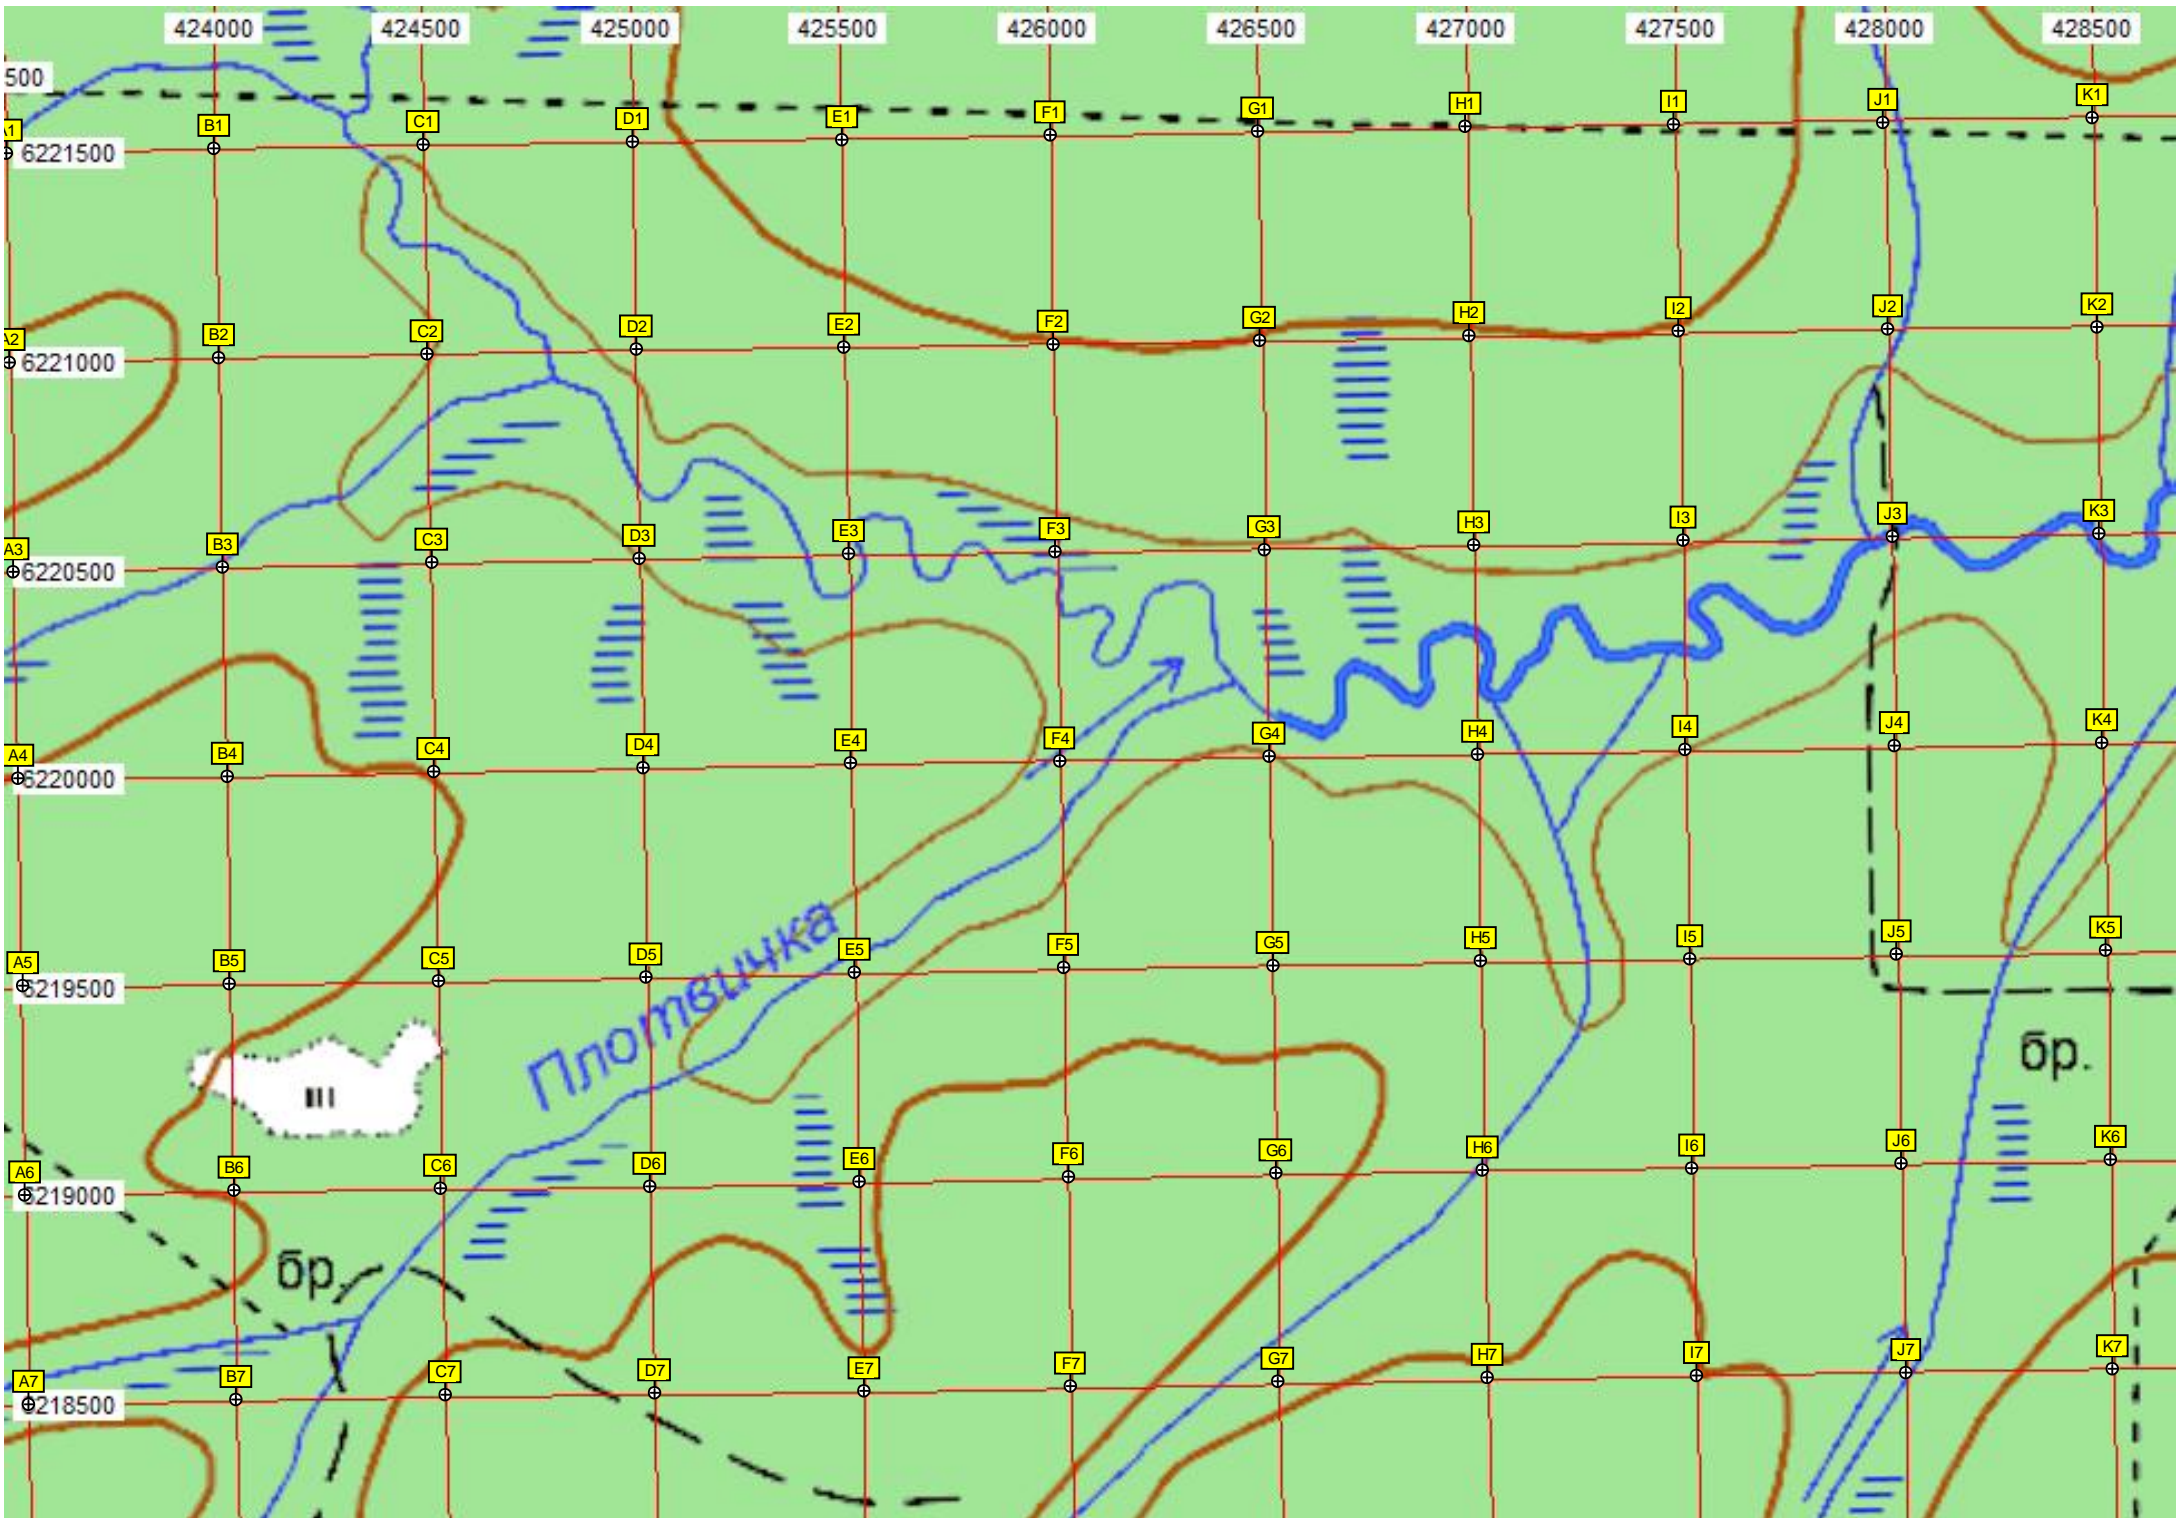 424000 424500 425000 425500 426000 426500 427000 427500 428000 428500
500
A1 B1 C1 D1 E1 F1 G1 H1 I1 J1 K1
6221500
A2 B2 C2 D2 E2 F2 G2 H2 I2 J2 K2
6221000
A3 B3 C3 D3 E3 F3 G3 H3 I3 J3 K3
6220500
A4 B4 C4 D4 E4 F4 G4 H4 I4 J4 K4
6220000
Плотвичка
A5 B5 C5 D5 E5 F5 G5 H5 I5 J5 K5
6219500
бр.
A6 B6 C6 D6 E6 F6 G6 H6 I6 J6 K6
6219000
бр.
A7 B7 C7 D7 E7 F7 G7 H7 I7 J7 K7
6218500